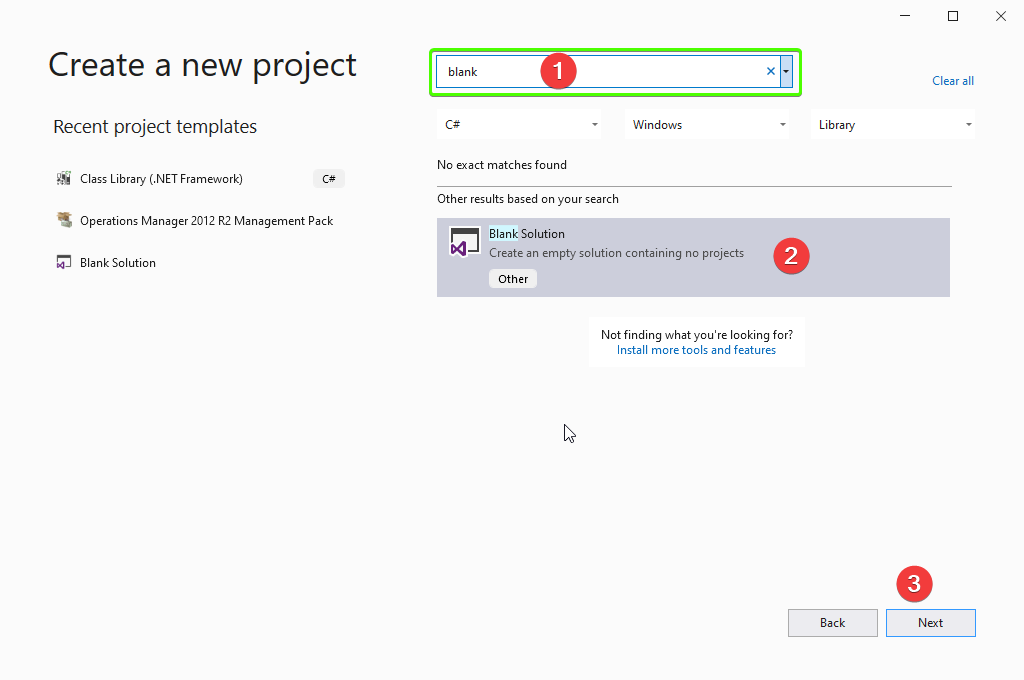 Create a new project
Recent project templates
Class Library (.NET Framework)
C#
Operations Manager 2012 R2 Management Pack
Blank Solution
blank
1
Clear all
C#
Windows
Library
No exact matches found
Other results based on your search
Blank Solution
Create an empty solution containing no projects
2
Other
Not finding what you're looking for?
Install more tools and features
3
Back
Next